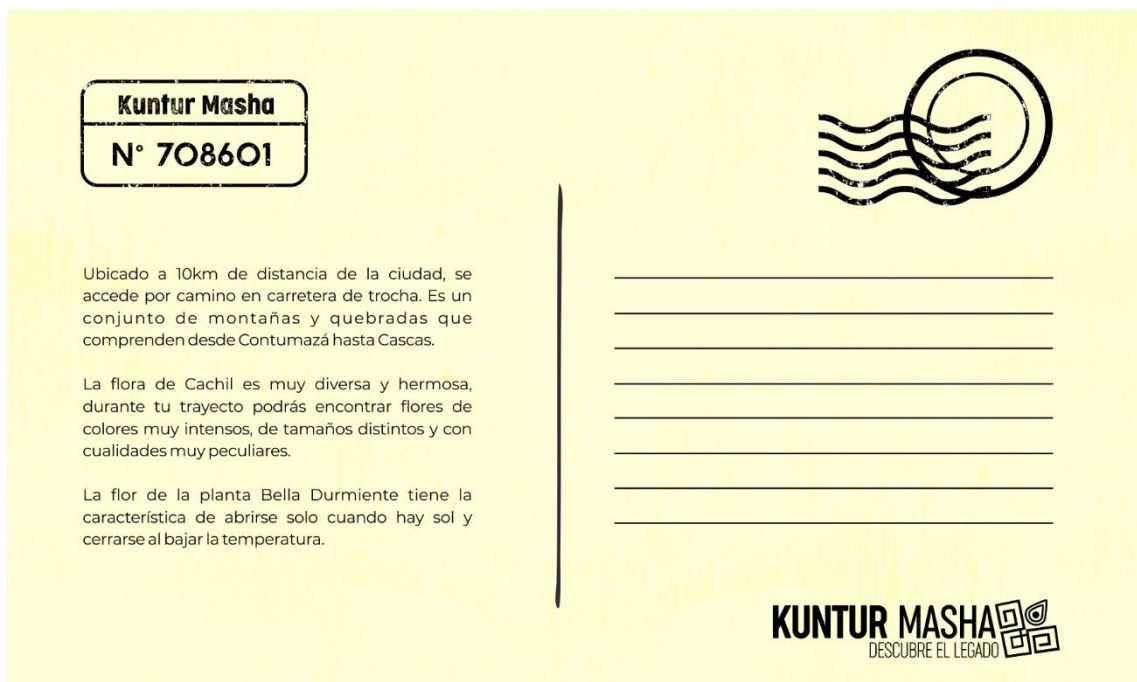 Kuntur Masha
N° 708601
Ubicado a 10km de distancia de la ciudad, se
accede por camino en carretera de trocha. Es un
conjunto de montañas y quebradas que
comprenden desde Contumazá hasta Cascas.
La flora de Cachil es muy diversa y hermosa,
durante tu trayecto podrás encontrar flores de
colores muy intensos, de tamaños distintos y con
cualidades muy peculiares.
La flor de la planta Bella Durmiente tiene la
característica de abrirse solo cuando hay sol y
cerrarse al bajar la temperatura.
KUNTUR MASHA
DESCUBRE EL LEGADO